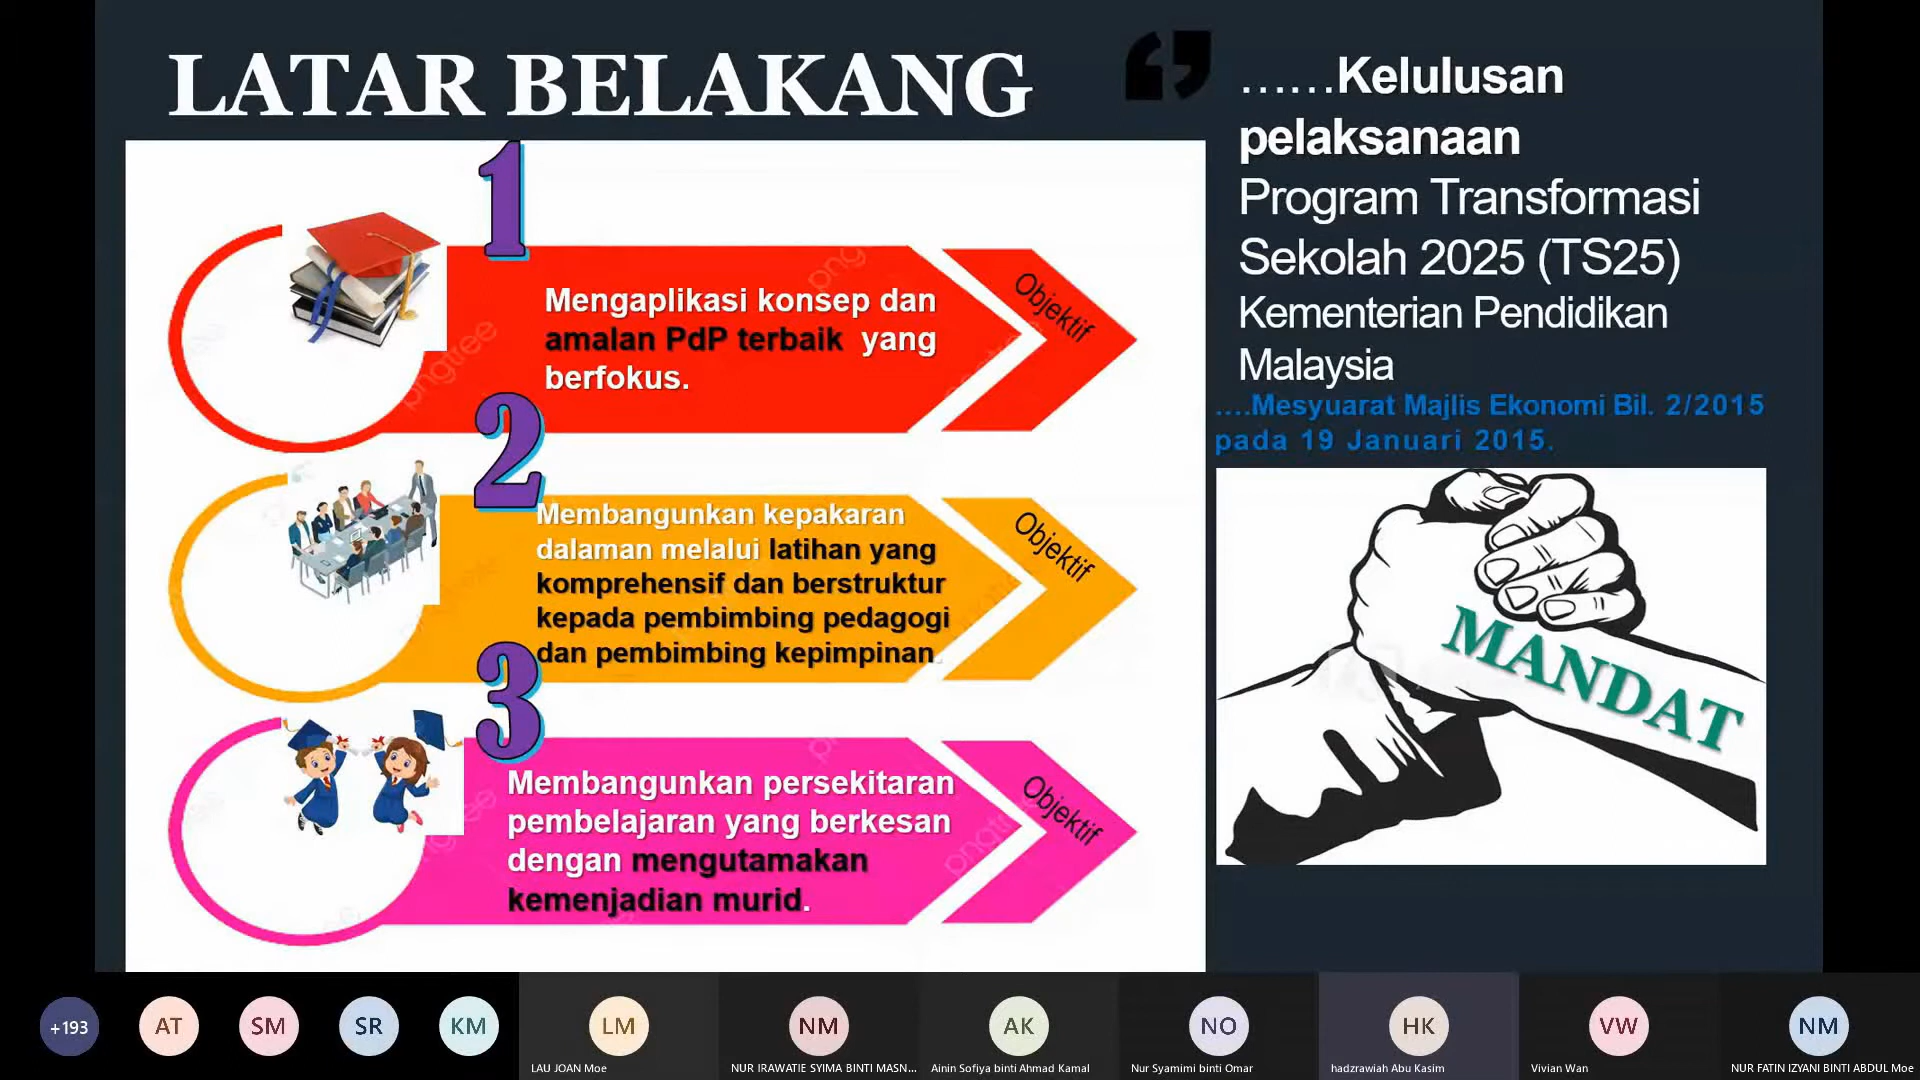 LATAR BELAKANG
1
Mengaplikasi konsep dan
amalan PdP terbaik yang
berfokus.
Objektif
2
Membangunkan kepakaran
dalaman melalui latihan yang
komprehensif dan berstruktur
kepada pembimbing pedagogi
dan pembimbing kepimpinan.
Objektif
3
Membangunkan persekitaran
pembelajaran yang berkesan
dengan mengutamakan
kemenjadian murid.
Objektif
……Kelulusan
pelaksanaan
Program Transformasi
Sekolah 2025 (TS25)
Kementerian Pendidikan
Malaysia
....Mesyuarat Majlis Ekonomi Bil. 2/2015
pada 19 Januari 2015.
MANDAT
pngtree
+193
AT
SM
SR
KM
LM
NM
AK
NO
HK
VW
NM
LAU JOAN Moe
NUR IRAWATIE SYIMA BINTI MASN...
Ainin Sofiya binti Ahmad Kamal
Nur Syamimi binti Omar
hadzrawiah Abu Kasim
Vivian Wan
NUR FATIN IZYANI BINTI ABDUL Moe